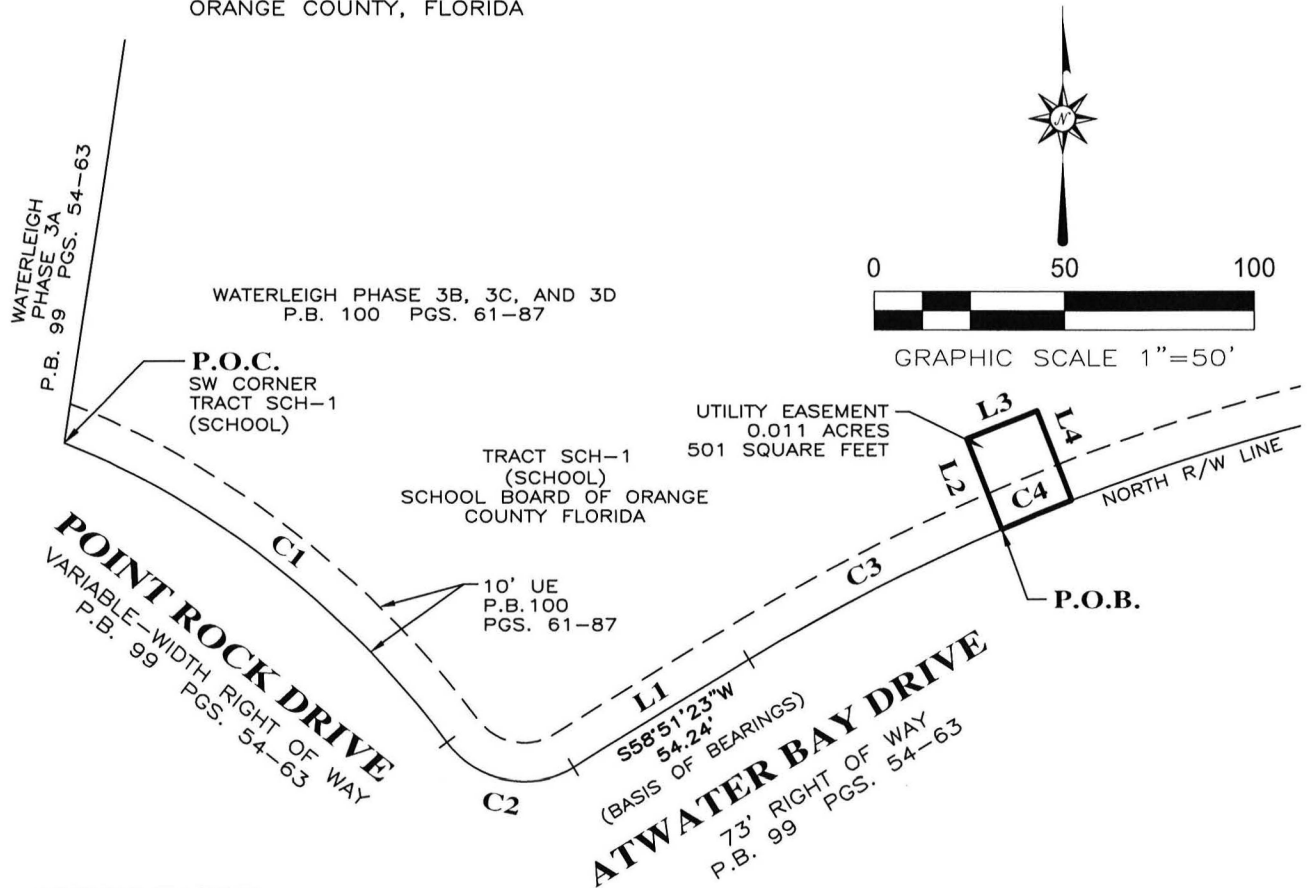 ORANGE COUNTY, FLORIDA
N
0 50 100
GRAPHIC SCALE 1"=50'
WATERLEIGH
PHASE 3A
P.B. 99 PGS. 54-63
WATERLEIGH PHASE 3B, 3C, AND 3D
P.B. 100 PGS. 61-87
P.O.C.
SW CORNER
TRACT SCH-1
(SCHOOL)
UTILITY EASEMENT
0.011 ACRES
501 SQUARE FEET
L3
L4
L2
C4
NORTH R/W LINE
TRACT SCH-1
(SCHOOL)
SCHOOL BOARD OF ORANGE
COUNTY FLORIDA
C1
C3
10' UE
P.B.100
PGS. 61-87
P.O.B.
POINT ROCK DRIVE
VARIABLE-WIDTH RIGHT OF WAY
P.B. 99 PGS. 54-63
L1
S58°51'23"W
54.24'
(BASIS OF BEARINGS)
C2
ATWATER BAY DRIVE
73' RIGHT OF WAY
P.B. 99 PGS. 54-63